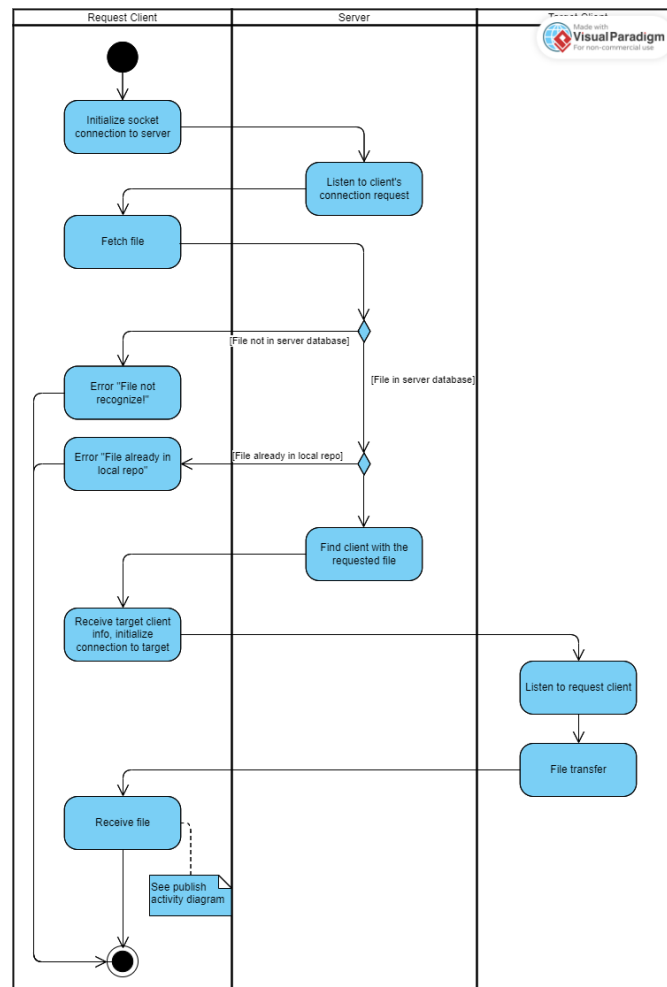 Request Client
Server
Target Client
Made with
Visual Paradigm
For non-commercial use
Initialize socket
connection to server
Listen to client's
connection request
Fetch file
[File not in server database]
[File in server database]
Error "File not
recognize!"
Error "File already in
local repo"
[File already in local repo]
Find client with the
requested file
Receive target client
info, initialize
connection to target
Listen to request client
File transfer
Receive file
See publish
activity diagram